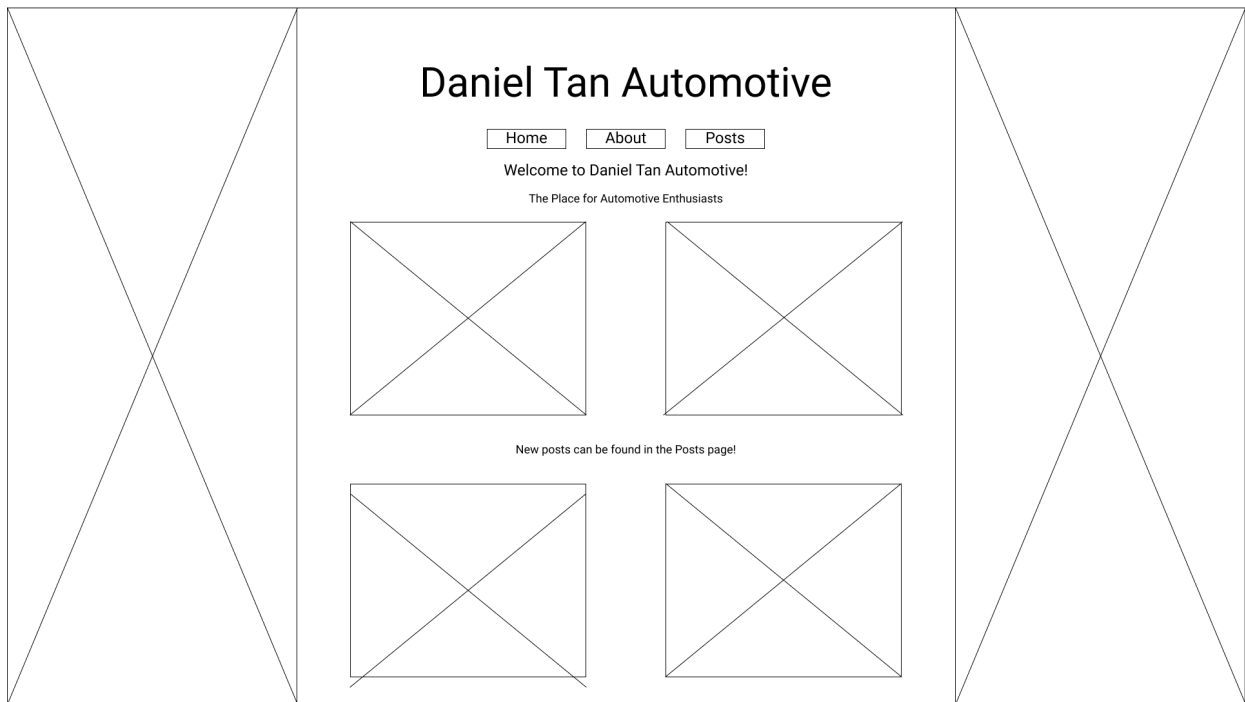 Daniel Tan Automotive
Home About Posts
Welcome to Daniel Tan Automotive!
The Place for Automotive Enthusiasts
New posts can be found in the Posts page!